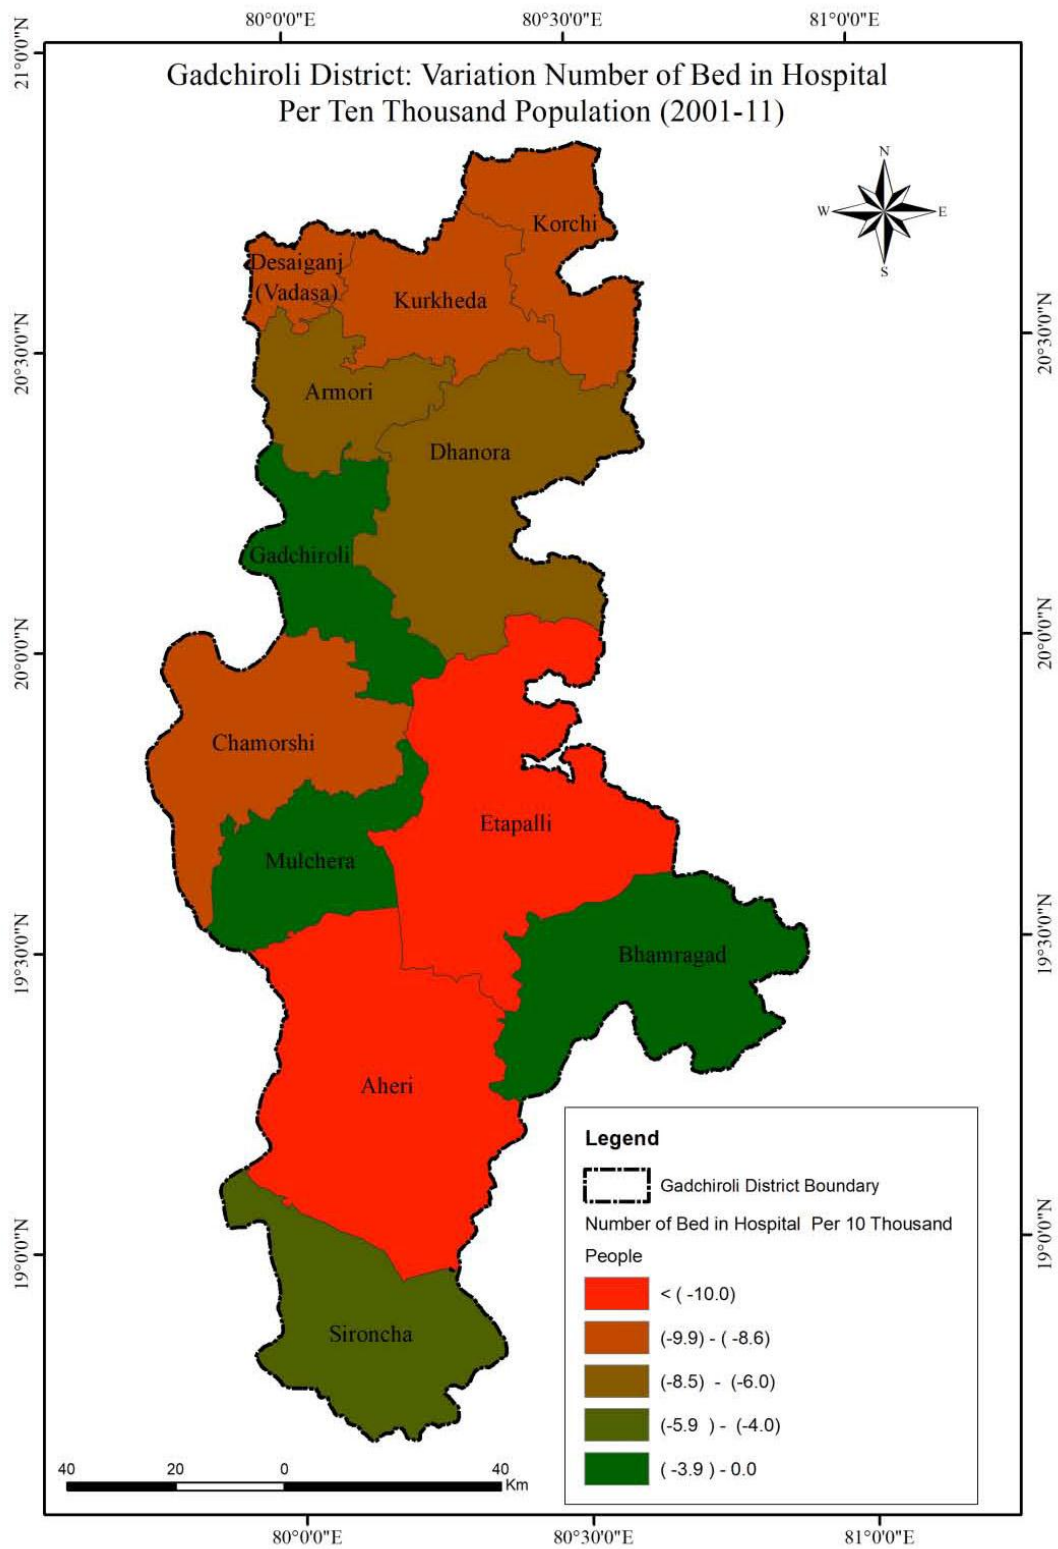 80°0'0"E 80°30'0"E 81°0'0"E
21°0'0"N
Gadchiroli District: Variation Number of Bed in Hospital
Per Ten Thousand Population (2001-11)
N
W E
S
Korchi
Desaiganj
(Vadasa)
Kurkheda
20°30'0"N 20°30'0"N
Armori
Dhanora
Gadchiroli
20°0'0"N 20°0'0"N
Chamorshi
Etapalli
Mulchera
19°30'0"N 19°30'0"N
Bhamragad
Aheri
Legend
Gadchiroli District Boundary
Number of Bed in Hospital Per 10 Thousand
People
19°0'0"N 19°0'0"N
< ( -10.0)
Sironcha
(-9.9) - ( -8.6)
(-8.5) - (-6.0)
(-5.9 ) - (-4.0)
( -3.9 ) - 0.0
40 20 0 40
Km
80°0'0"E 80°30'0"E 81°0'0"E